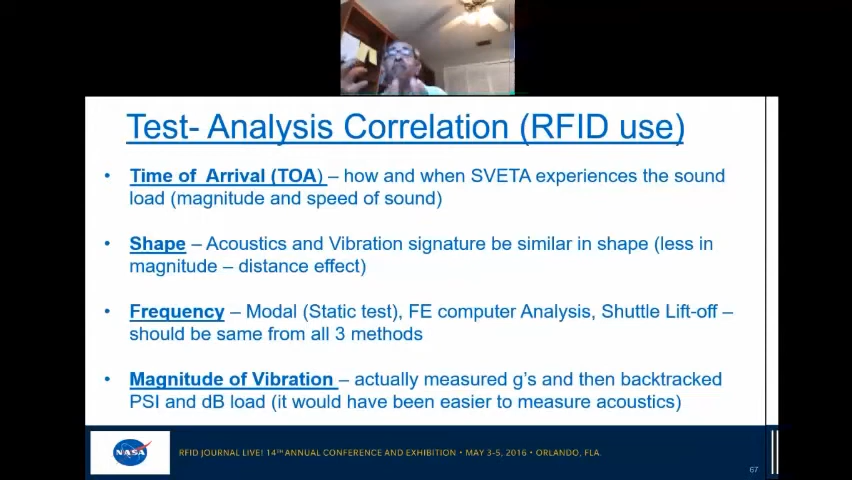 Test- Analysis Correlation (RFID use)
• Time of Arrival (TOA) – how and when SVETA experiences the sound
load (magnitude and speed of sound)
• Shape – Acoustics and Vibration signature be similar in shape (less in
magnitude – distance effect)
• Frequency – Modal (Static test), FE computer Analysis, Shuttle Lift-off –
should be same from all 3 methods
• Magnitude of Vibration – actually measured g's and then backtracked
PSI and dB load (it would have been easier to measure acoustics)
NASA
RFID JOURNAL LIVE! 14TH ANNUAL CONFERENCE AND EXHIBITION • MAY 3-5, 2016 • ORLANDO, FLA.
67